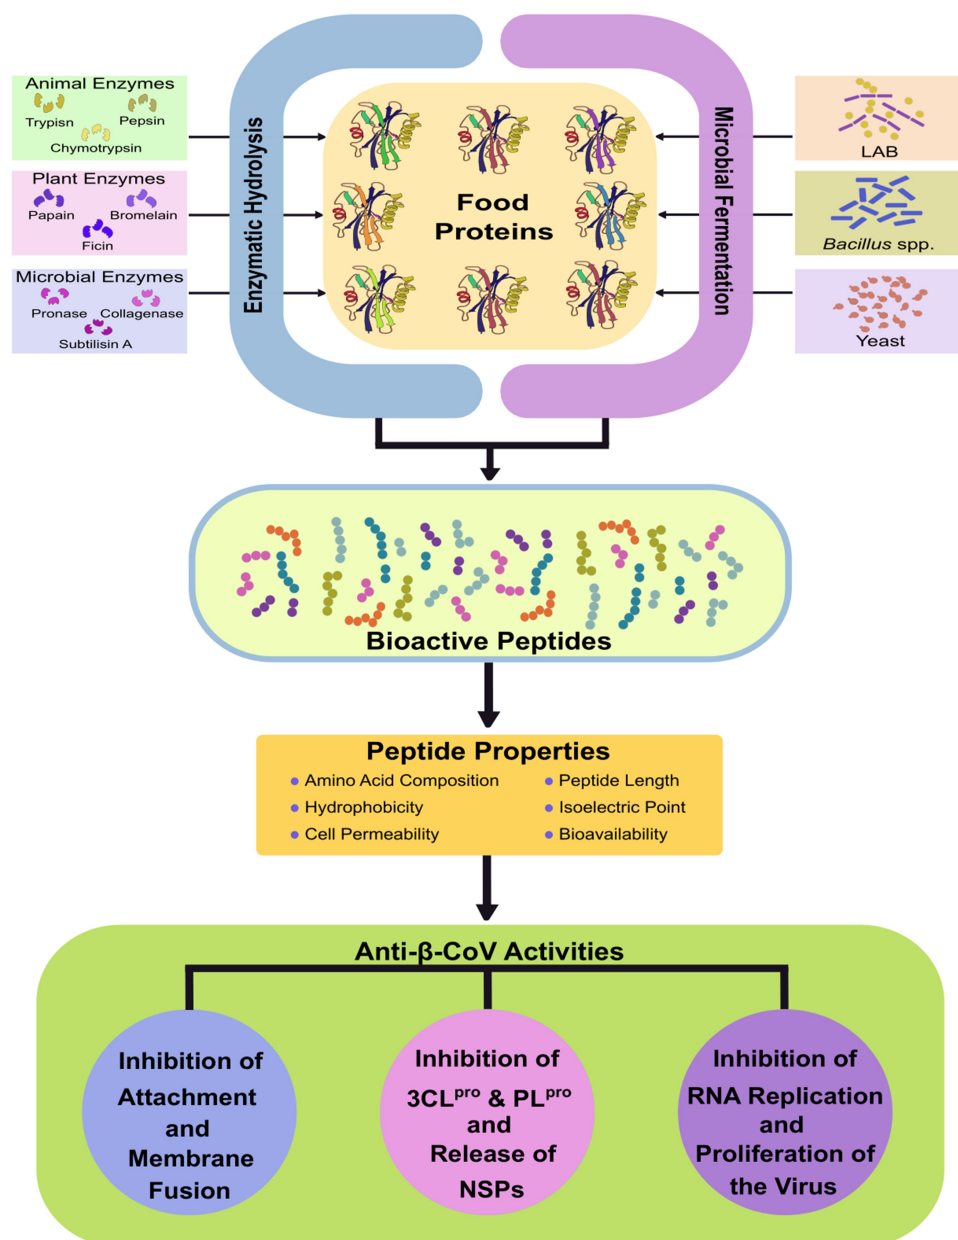 Animal Enzymes
Trypisn
Pepsin
Chymotrypsin
Plant Enzymes
Papain
Bromelain
Ficin
Microbial Enzymes
Pronase
Collagenase
Subtilisin A
Enzymatic Hydrolysis
Food
Proteins
Microbial Fermentation
LAB
Bacillus spp.
Yeast
Bioactive Peptides
Peptide Properties
Amino Acid Composition
Peptide Length
Hydrophobicity
Isoelectric Point
Cell Permeability
Bioavailability
Anti-β-CoV Activities
Inhibition of
Attachment
and
Membrane
Fusion
Inhibition of
3CLᵖʳᵒ & PLᵖʳᵒ
and
Release of
NSPs
Inhibition of
RNA Replication
and
Proliferation of
the Virus